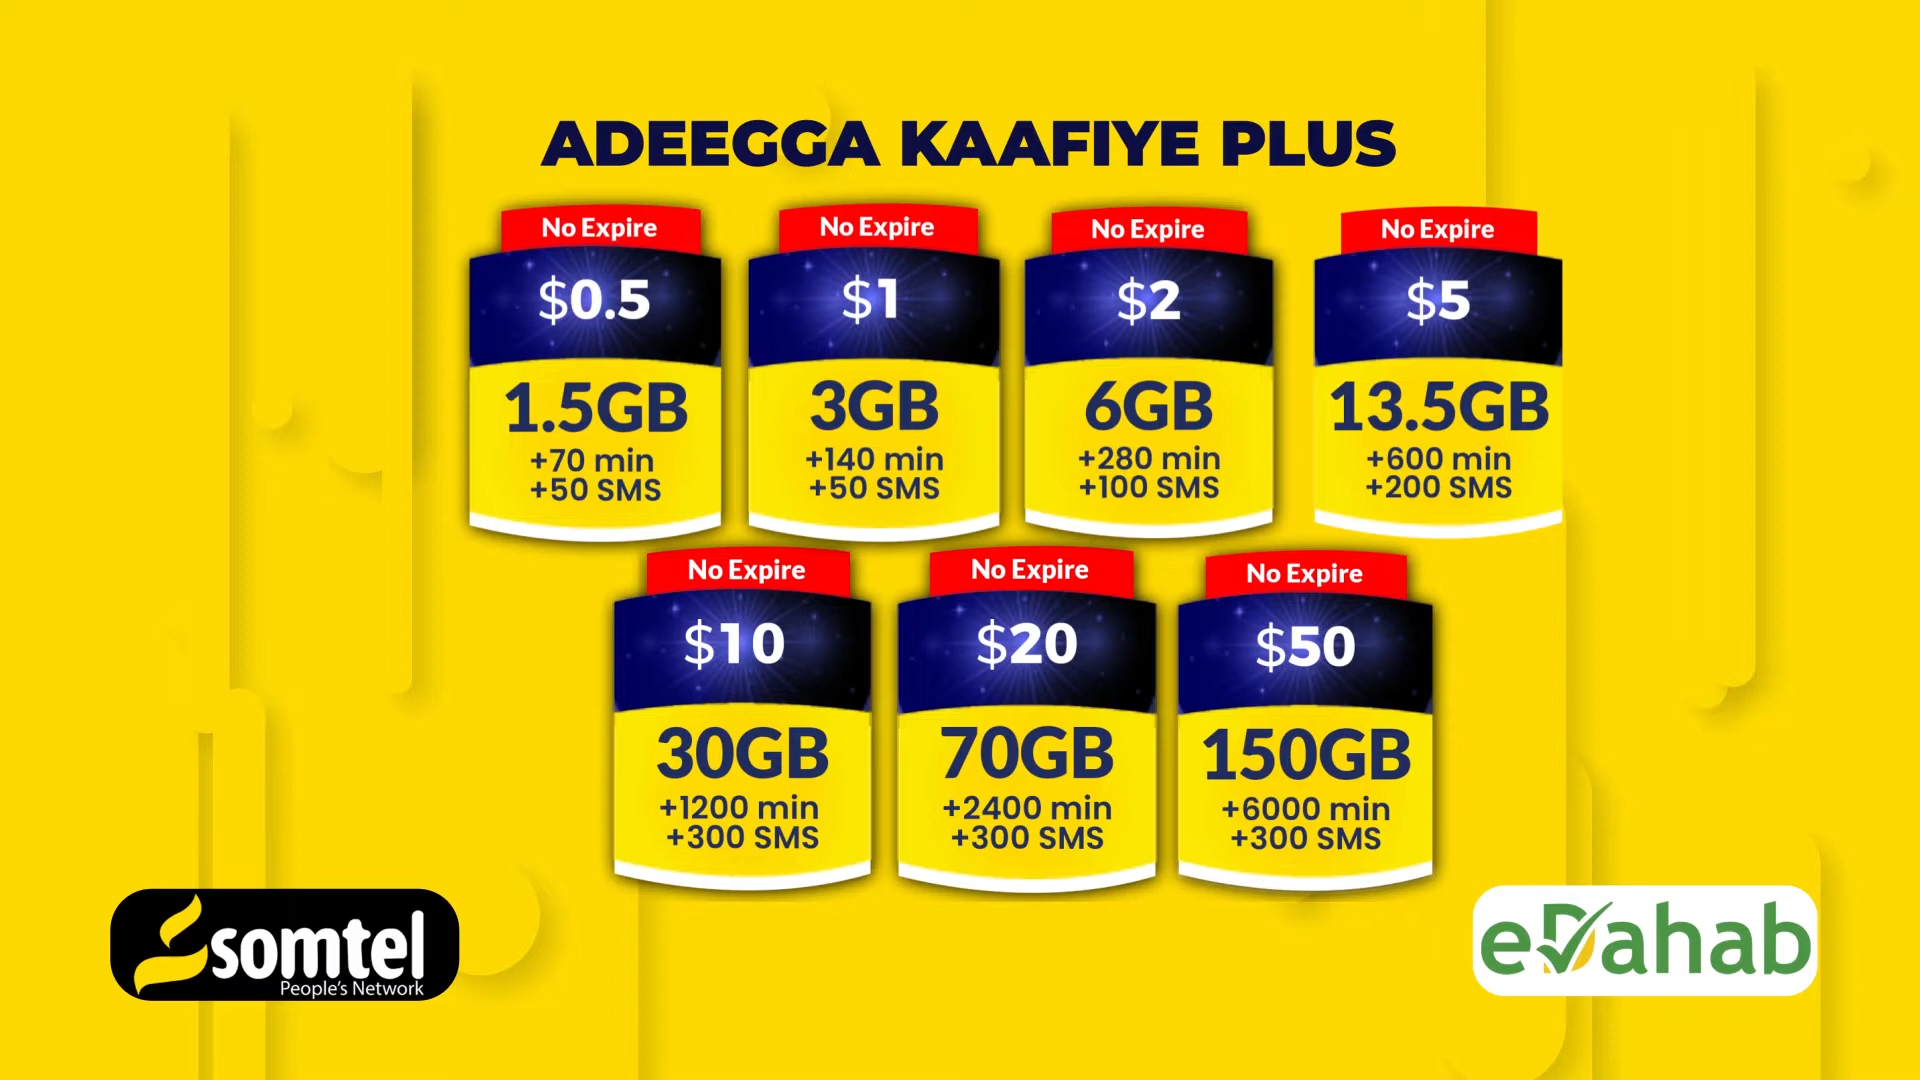 ADEEGGA KAAFIYE PLUS
No Expire
$0.5
1.5GB
+70 min
+50 SMS
No Expire
$1
3GB
+140 min
+50 SMS
No Expire
$2
6GB
+280 min
+100 SMS
No Expire
$5
13.5GB
+600 min
+200 SMS
No Expire
$10
30GB
+1200 min
+300 SMS
No Expire
$20
70GB
+2400 min
+300 SMS
No Expire
$50
150GB
+6000 min
+300 SMS
somtel
People's Network
eDahab